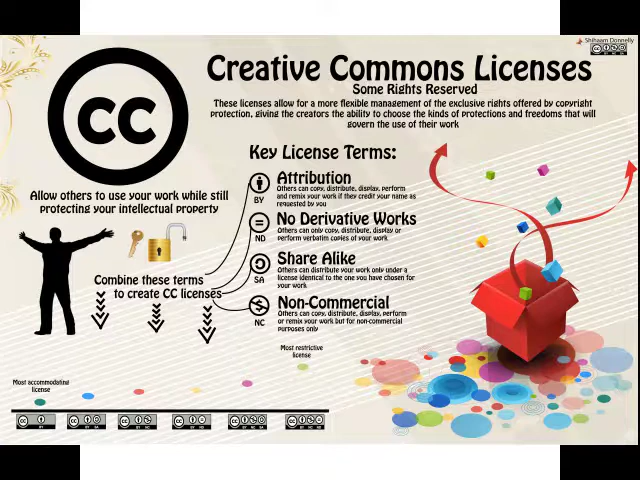 Shihaam Donnelly
Creative Commons Licenses
Some Rights Reserved
These licenses allow for a more flexible management of the exclusive rights offered by copyright
protection, giving the creators the ability to choose the kinds of protections and freedoms that will
govern the use of their work
cc
Key License Terms:
Allow others to use your work while still
protecting your intellectual property
Attribution
Others can copy, distribute, display, perform
and remix your work if they credit your name as
requested by you
BY
No Derivative Works
Others can only copy, distribute, display or
perform verbatim copies of your work
ND
Combine these terms
to create CC licenses
Share Alike
Others can distribute your work only under a
license identical to the one you have chosen for
your work
SA
Non-Commercial
Others can copy, distribute, display, perform
or remix your work but for non-commercial
purposes only
NC
Most restrictive
license
Most accommodating
license